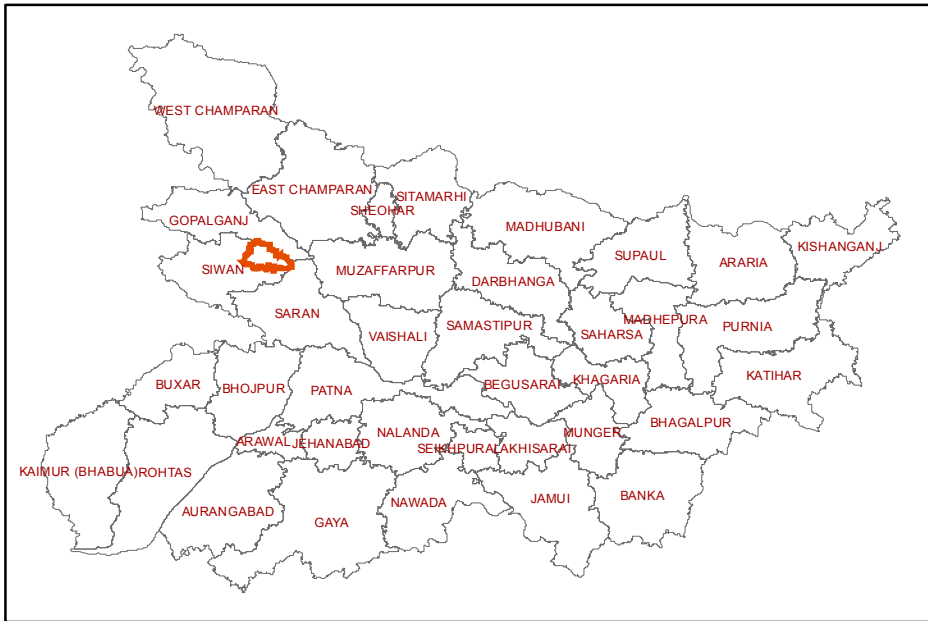 WEST CHAMPARAN
EAST CHAMPARAN
SITAMARHI
SHEOHAR
GOPALGANJ
MADHUBANI
KISHANGANJ
SUPAUL
ARARIA
SIWAN
MUZAFFARPUR
DARBHANGA
SARAN
VAISHALI
SAMASTIPUR
MADHEPURA
SAHARSA
PURNIA
BUXAR
BHOJPUR
PATNA
BEGUSARAI
KHAGARIA
KATIHAR
BHAGALPUR
ARAWAL
JEHANABAD
NALANDA
SEIKHPURA
LAKHISARAI
MUNGER
KAIMUR (BHABUA)
ROHTAS
AURANGABAD
GAYA
NAWADA
JAMUI
BANKA